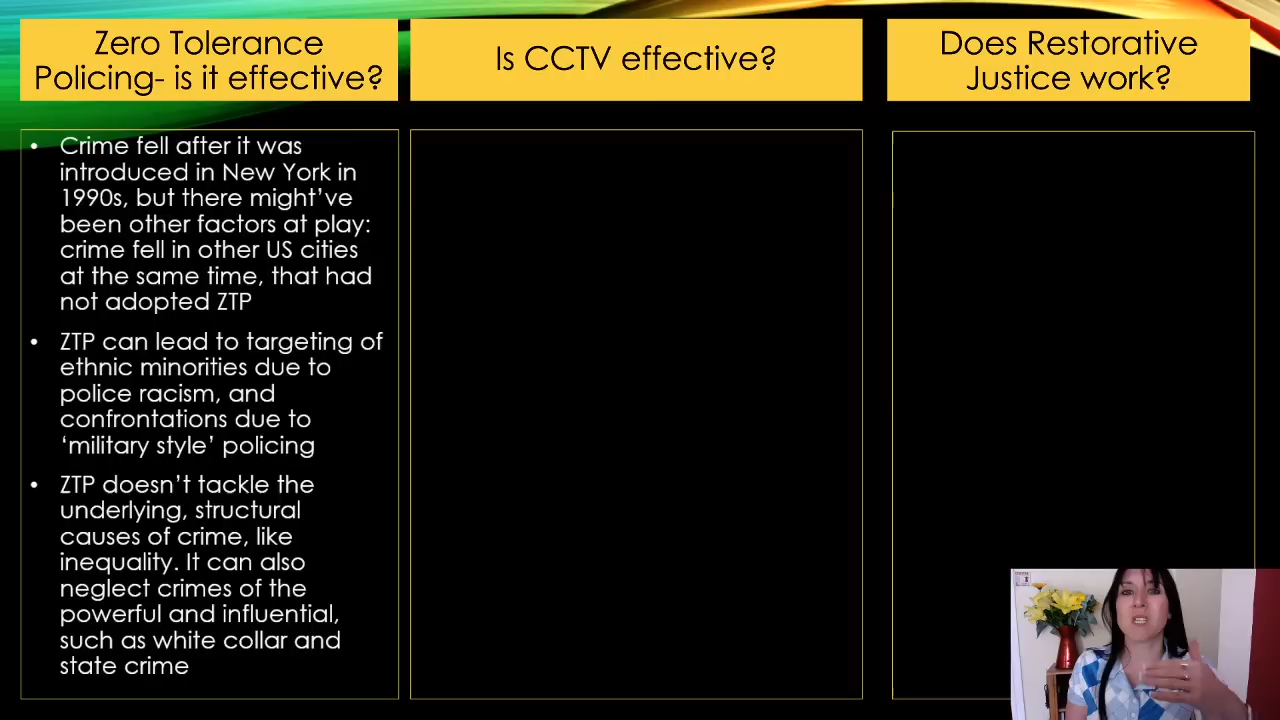 Zero Tolerance
Policing- is it effective?
Is CCTV effective?
Does Restorative
Justice work?
• Crime fell after it was
introduced in New York in
1990s, but there might’ve
been other factors at play:
crime fell in other US cities
at the same time, that had
not adopted ZTP
• ZTP can lead to targeting of
ethnic minorities due to
police racism, and
confrontations due to
‘military style’ policing
• ZTP doesn’t tackle the
underlying, structural
causes of crime, like
inequality. It can also
neglect crimes of the
powerful and influential,
such as white collar and
state crime